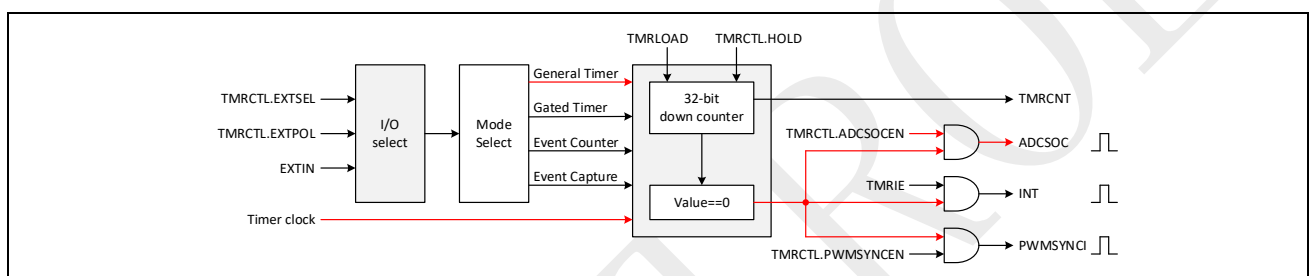 TMRLOAD
TMRCTL.HOLD
General Timer
Gated Timer
Event Counter
Event Capture
TMRCTL.EXTSEL
TMRCTL.EXTPOL
EXTIN
Timer clock
I/O
select
Mode
Select
32-bit
down counter
Value==0
TMRCNT
TMRCTL.ADCSOCEN
ADCSOC
TMRIE
INT
TMRCTL.PWMSYNCEN
PWMSYNCI